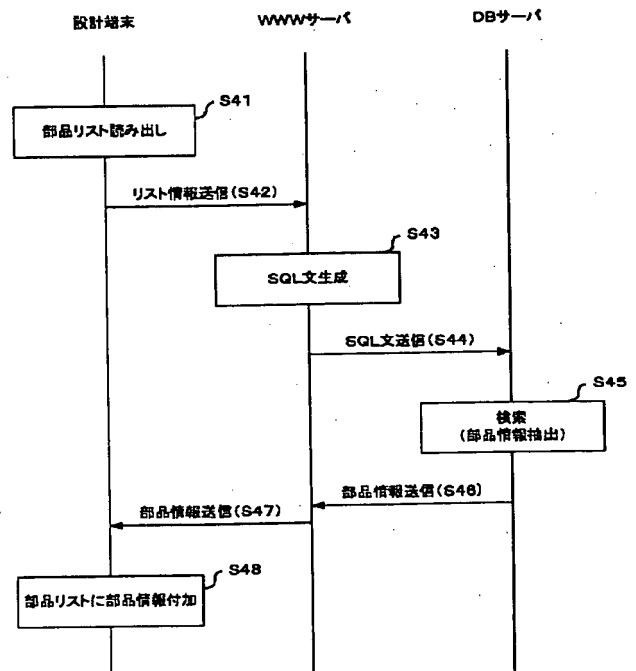 設計端末
WWWサーバ
DBサーバ
S41
部品リスト読み出し
リスト情報送信(S42)
S43
SQL文生成
SQL文送信(S44)
S45
検索
(部品情報抽出)
部品情報送信(S46)
部品情報送信(S47)
S48
部品リストに部品情報付加